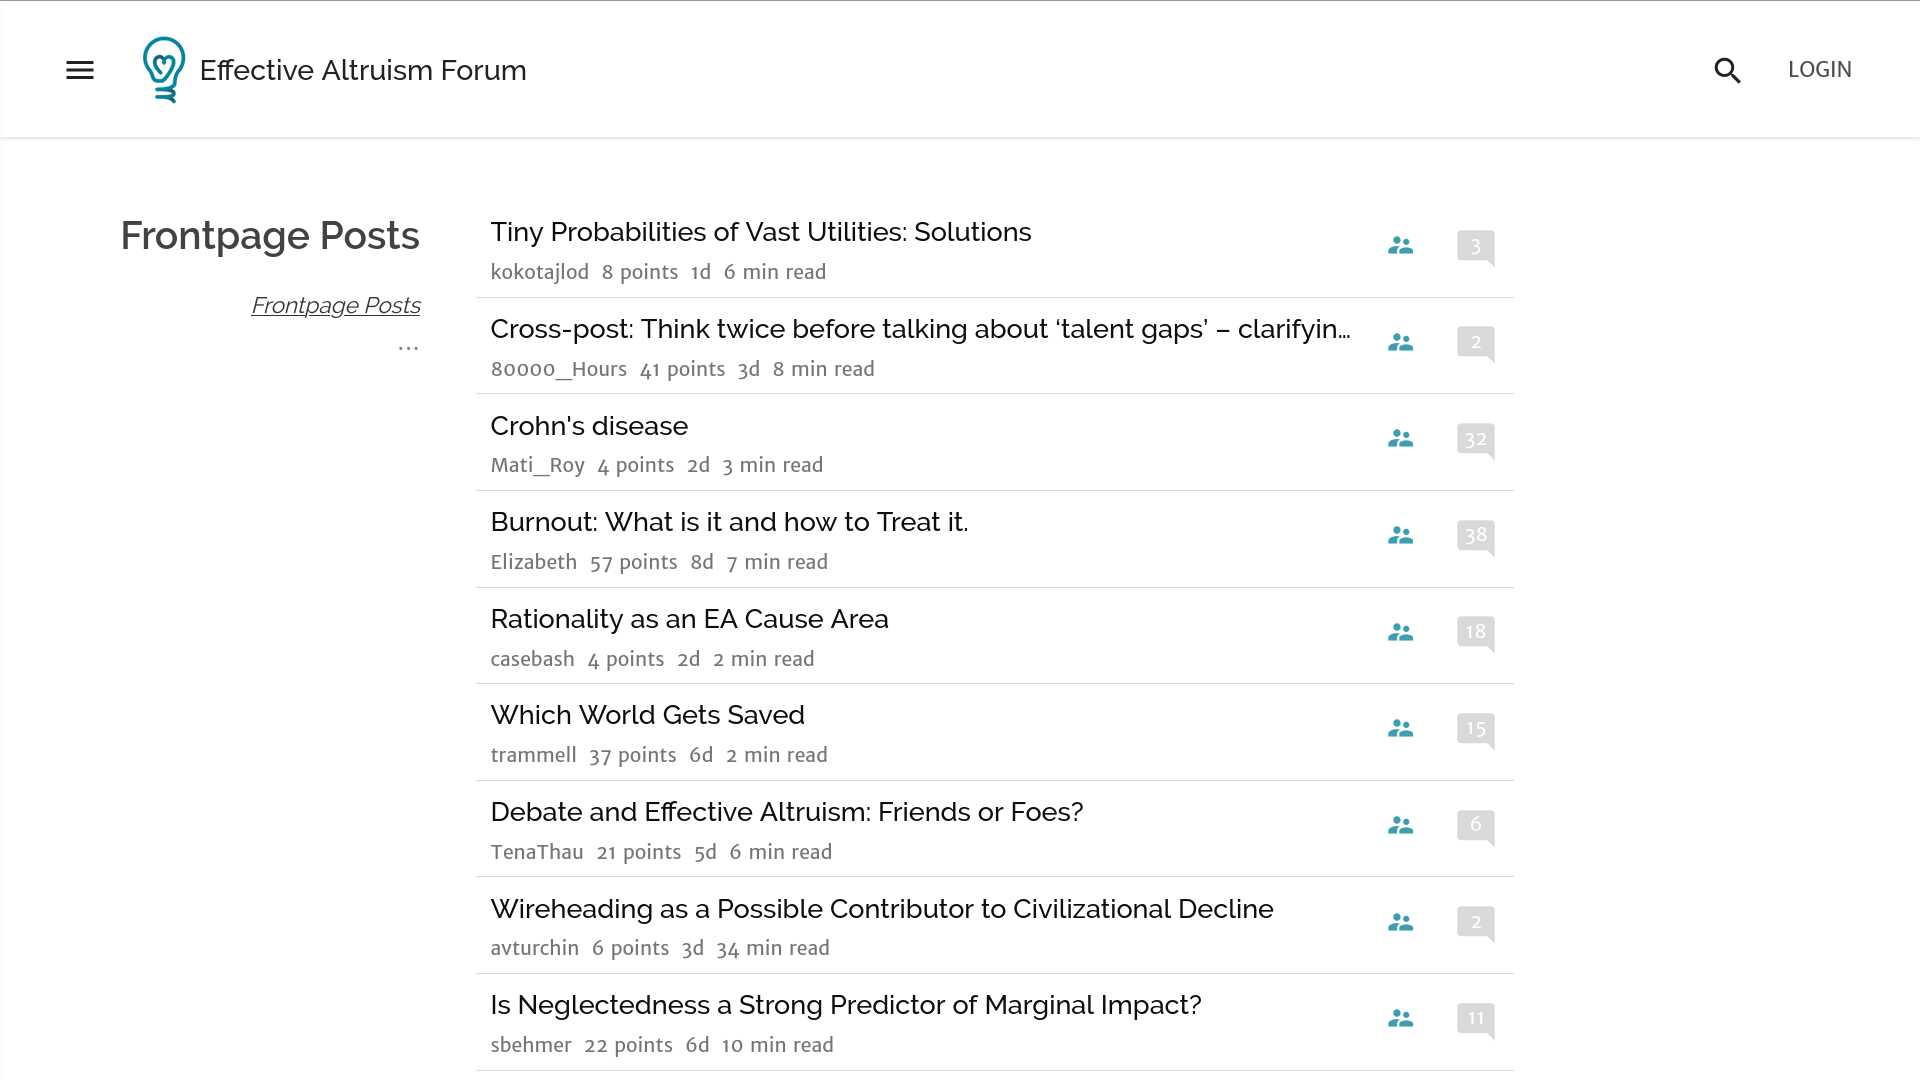 Effective Altruism Forum
LOGIN
Frontpage Posts
Frontpage Posts
...
Tiny Probabilities of Vast Utilities: Solutions
kokotajlod 8 points 1d 6 min read
3
Cross-post: Think twice before talking about ‘talent gaps’ – clarifyin...
80000_Hours 41 points 3d 8 min read
2
Crohn's disease
Mati_Roy 4 points 2d 3 min read
32
Burnout: What is it and how to Treat it.
Elizabeth 57 points 8d 7 min read
38
Rationality as an EA Cause Area
casebash 4 points 2d 2 min read
18
Which World Gets Saved
trammell 37 points 6d 2 min read
15
Debate and Effective Altruism: Friends or Foes?
TenaThau 21 points 5d 6 min read
6
Wireheading as a Possible Contributor to Civilizational Decline
avturchin 6 points 3d 34 min read
2
Is Neglectedness a Strong Predictor of Marginal Impact?
sbehmer 22 points 6d 10 min read
11